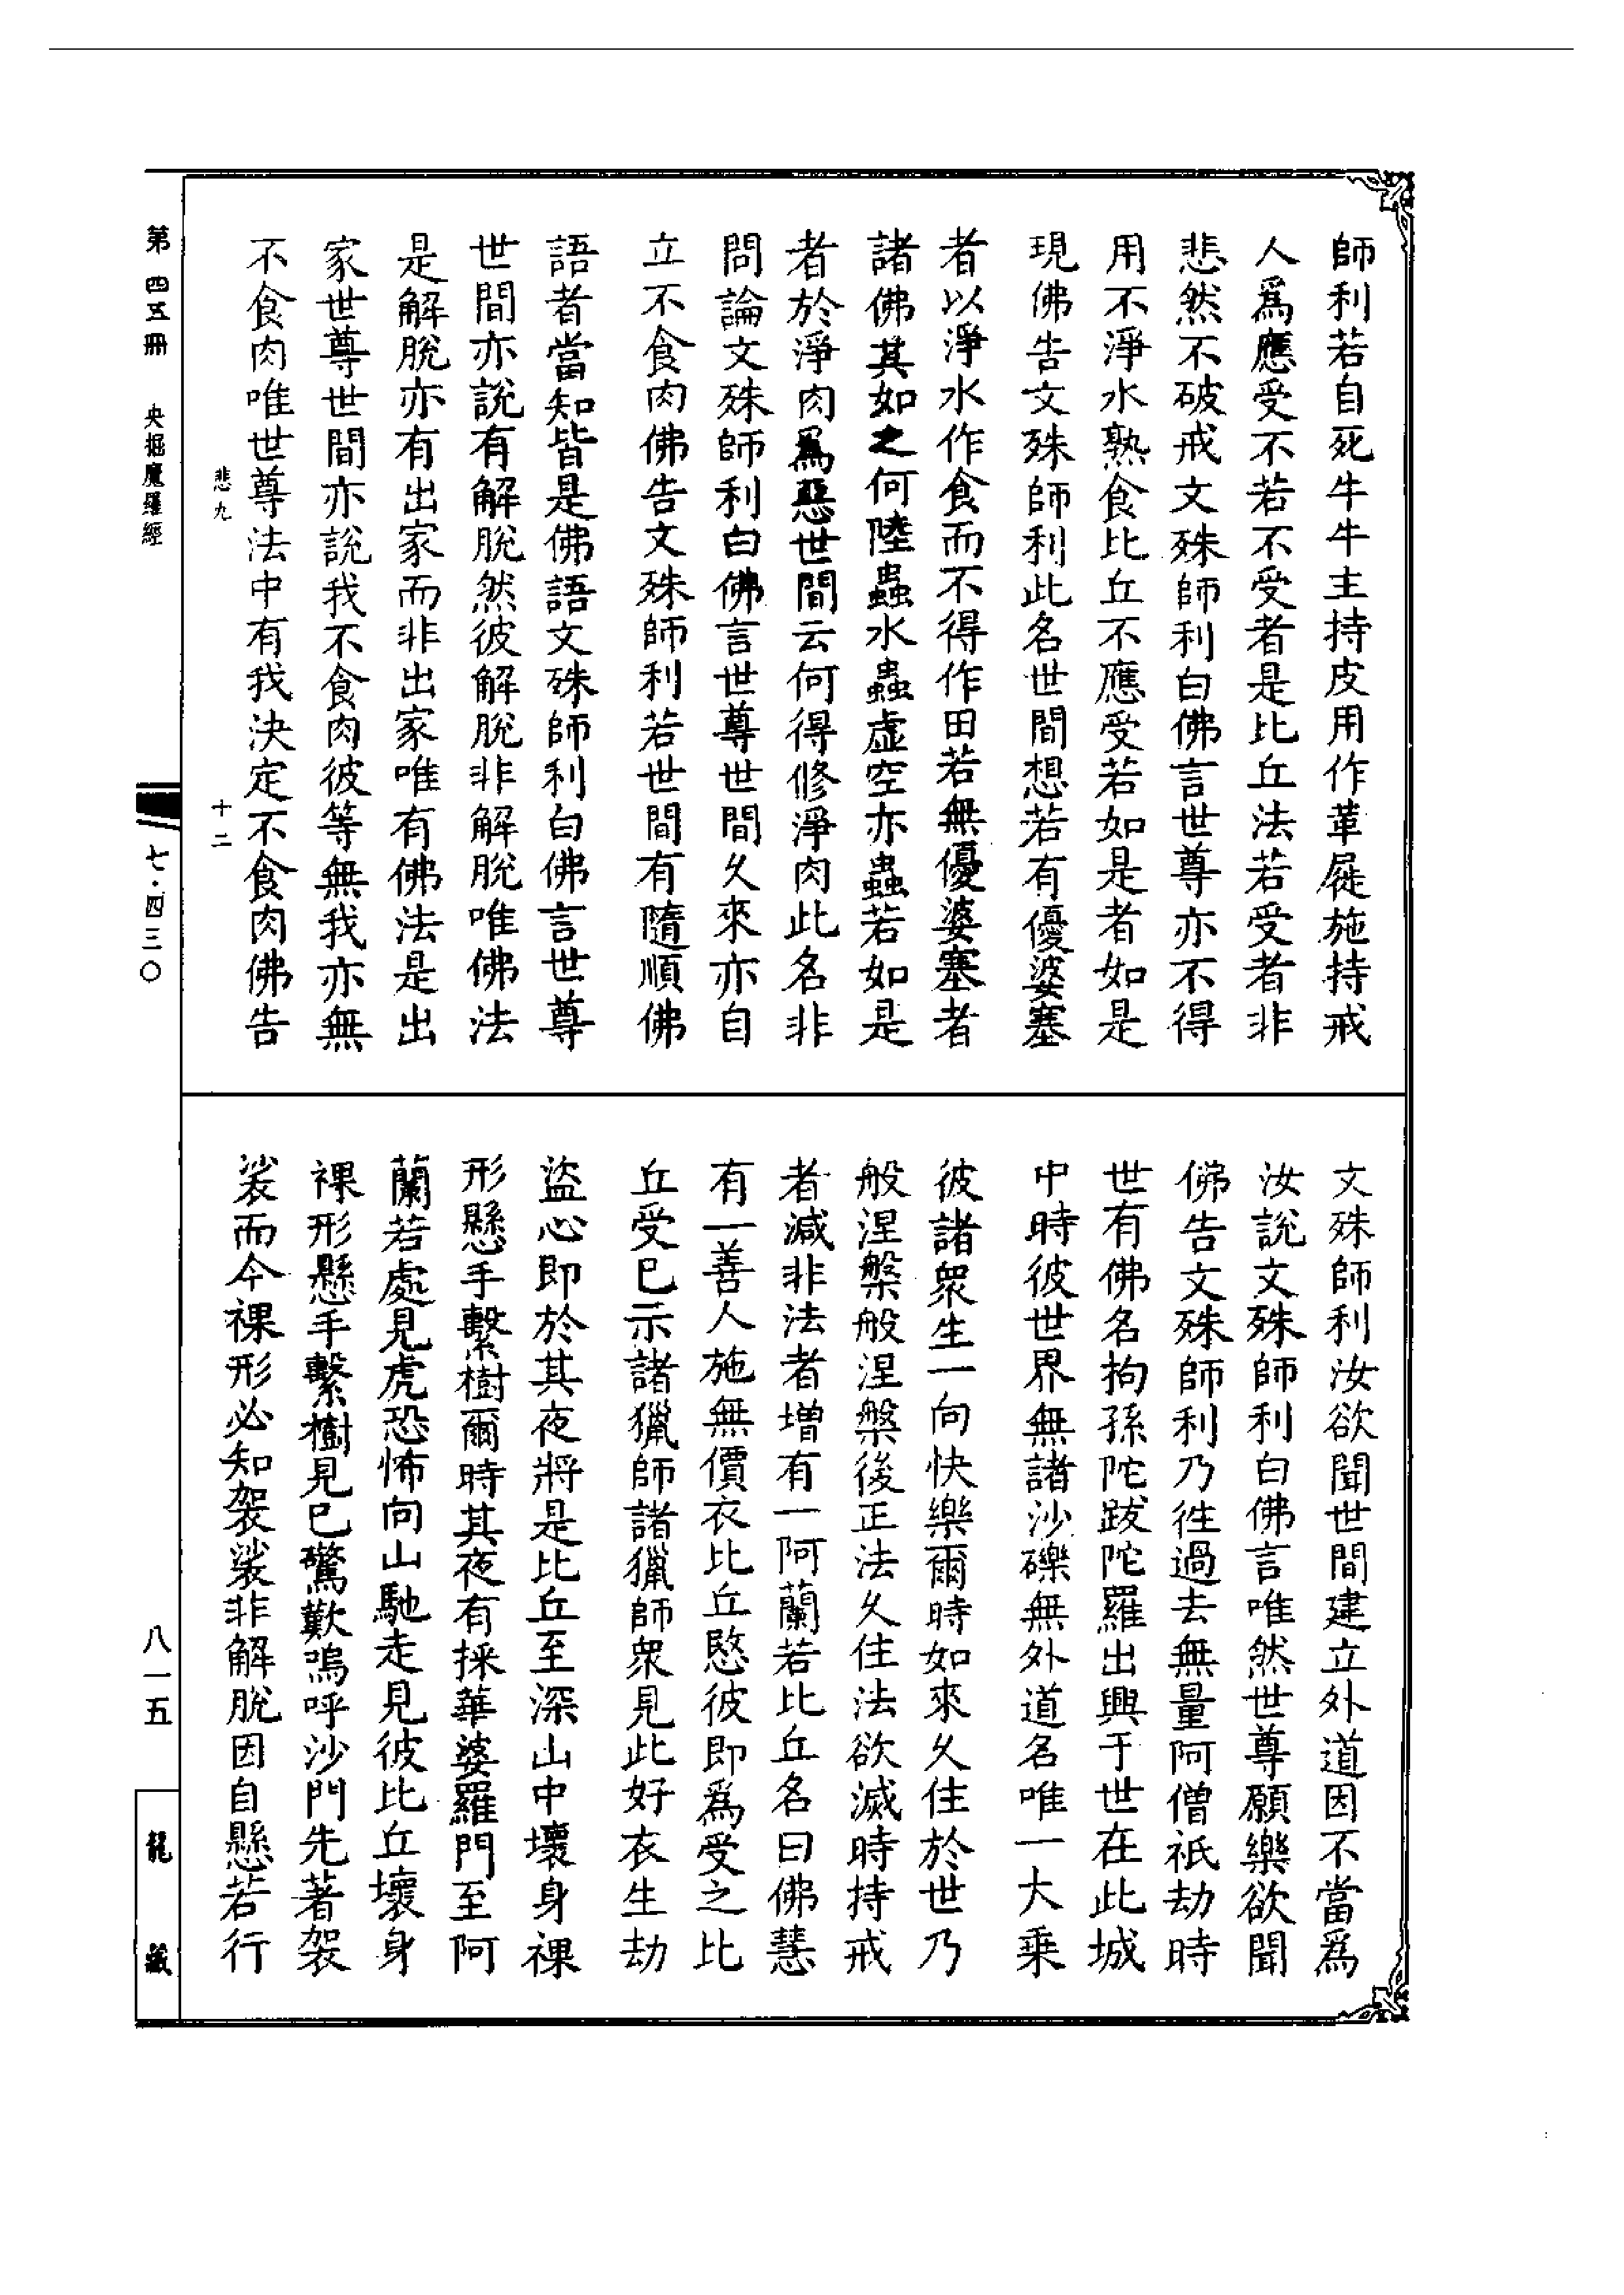 師利若自死牛牛主持皮用作革屣施持戒
人爲應受不若不受者是比丘法若受者非
悲然不破戒文殊師利白佛言世尊亦不得
用不淨水熟食比丘不應受若如是者如是
現佛告文殊師利此名世間想若有優婆塞
者以淨水作食而不得作田若無優婆塞者
諸佛其如之何陸蟲水蟲虛空亦蟲若如是
者於淨肉爲惡世間云何得修淨肉此名非
問論文殊師利白佛言世尊世間久來亦自
立不食肉佛告文殊師利若世間有隨順佛
語者當知皆是佛語文殊師利白佛言世尊
世間亦說有解脫然彼解脫非解脫唯佛法
是解脫亦有出家而非出家唯有佛法是出
家世尊世間亦說我不食肉彼等無我亦無
不食肉唯世尊法中有我決定不食肉佛告
悲九 十二
文殊師利汝欲聞世間建立外道因不當爲
汝說文殊師利白佛言唯然世尊願樂欲聞
佛告文殊師利乃徃過去無量阿僧祇劫時
世有佛名拘孫陀跋陀羅出興于世在此城
中時彼世界無諸沙礫無外道名唯一大乘
彼諸衆生一向快樂爾時如來久住於世乃
般涅槃般涅槃後正法久住法欲滅時持戒
者減非法者增有一阿蘭若比丘名曰佛慧
有一善人施無價衣比丘愍彼即爲受之比
丘受已示諸獵師諸獵師衆見此好衣生劫
盜心即於其夜將是比丘至深山中壞身裸
形懸手繫樹爾時其夜有採華婆羅門至阿
蘭若處見虎恐怖向山馳走見彼比丘壞身
裸形懸手繫樹見已驚歎嗚呼沙門先著袈
裟而今裸形必知袈裟非解脫因自懸苦行
第四五冊 央掘魔羅經 七·四三〇 八一五 龍藏